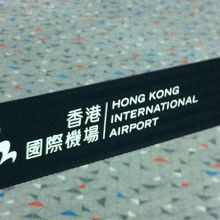 香港
國際機場
HONG KONG
INTERNATIONAL
AIRPORT